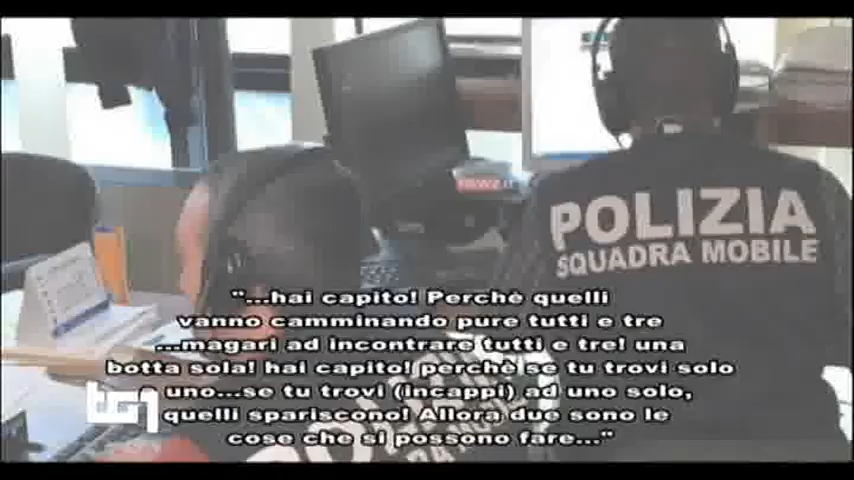 POLIZIA
SQUADRA MOBILE
"...hai capito! Perchè quelli
vanno camminando pure tutti e tre
...magari ad incontrare tutti e tre! una
botta sola! hai capito! perchè se tu trovi solo
a uno...se tu trovi (incappi) ad uno solo,
quelli spariscono! Allora due sono le
cose che si possono fare..."
tg1